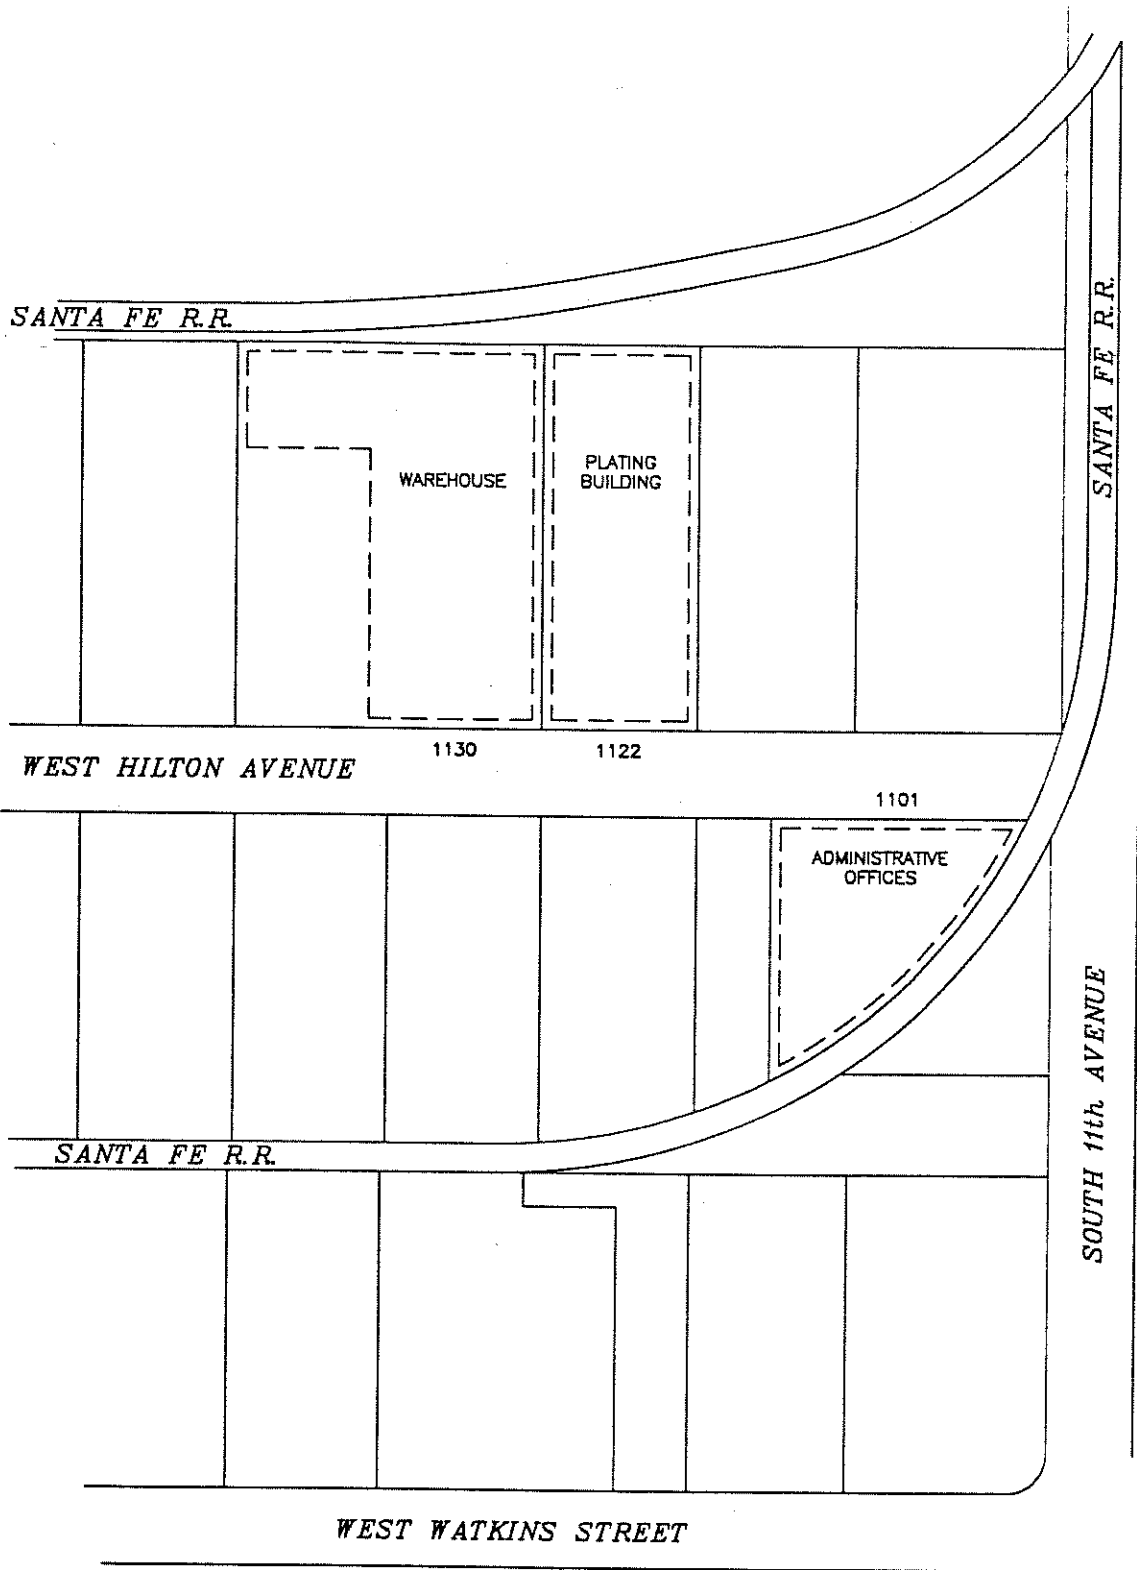 SANTA FE R.R.
SANTA FE R.R.
WAREHOUSE
PLATING
BUILDING
1130
1122
WEST HILTON AVENUE
1101
ADMINISTRATIVE
OFFICES
SOUTH 11th AVENUE
SANTA FE R.R.
WEST WATKINS STREET